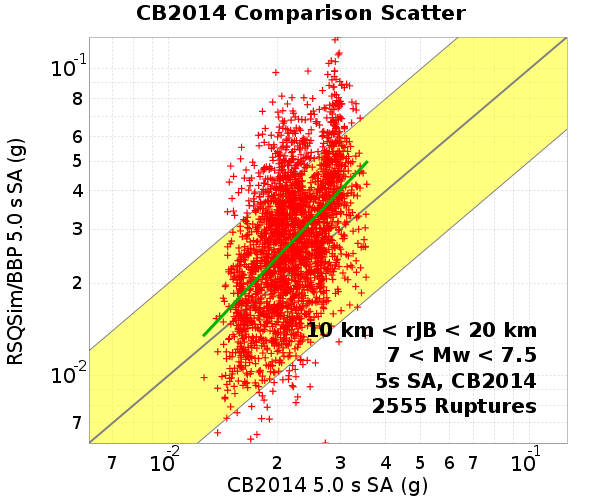 CB2014 Comparison Scatter
RSQSim/BBP 5.0 s SA (g)
10-1
8
6
5
4
3
2
10-2
7
10 km < rJB < 20 km
7 < Mw < 7.5
5s SA, CB2014
2555 Ruptures
7 10-2 2 3 4 5 6 7 10-1
CB2014 5.0 s SA (g)